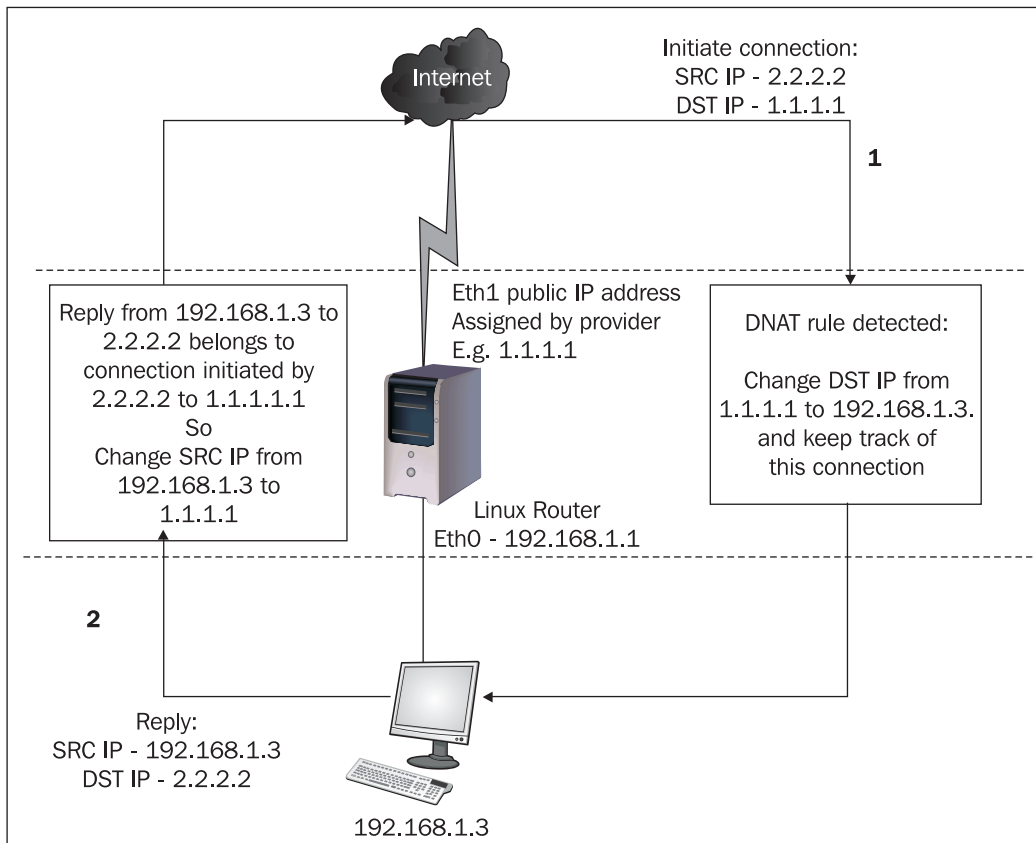 Internet
Initiate connection:
SRC IP - 2.2.2.2
DST IP - 1.1.1.1
1
Reply from 192.168.1.3 to
2.2.2.2 belongs to
connection initiated by
2.2.2.2 to 1.1.1.1.1
So
Change SRC IP from
192.168.1.3 to
1.1.1.1
Eth1 public IP address
Assigned by provider
E.g. 1.1.1.1
DNAT rule detected:
Change DST IP from
1.1.1.1 to 192.168.1.3.
and keep track of
this connection
Linux Router
Eth0 - 192.168.1.1
2
Reply:
SRC IP - 192.168.1.3
DST IP - 2.2.2.2
192.168.1.3